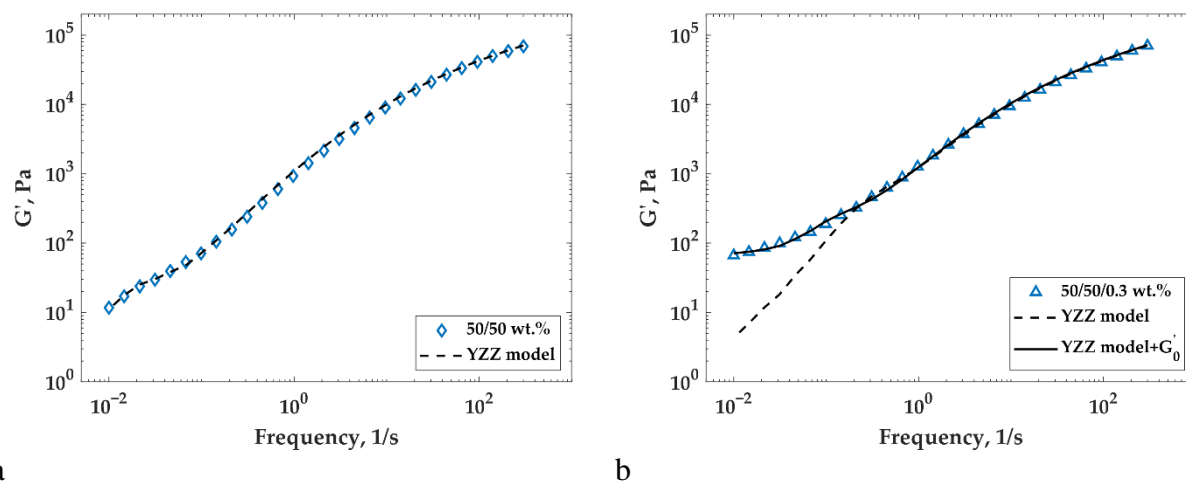 G', Pa
10^5
10^4
10^3
10^2
10^1
10^0
10^-2
10^0
10^2
Frequency, 1/s
50/50 wt.%
YZZ model
a
G', Pa
10^5
10^4
10^3
10^2
10^1
10^0
10^-2
10^0
10^2
Frequency, 1/s
50/50/0.3 wt.%
YZZ model
YZZ model+G'_0
b